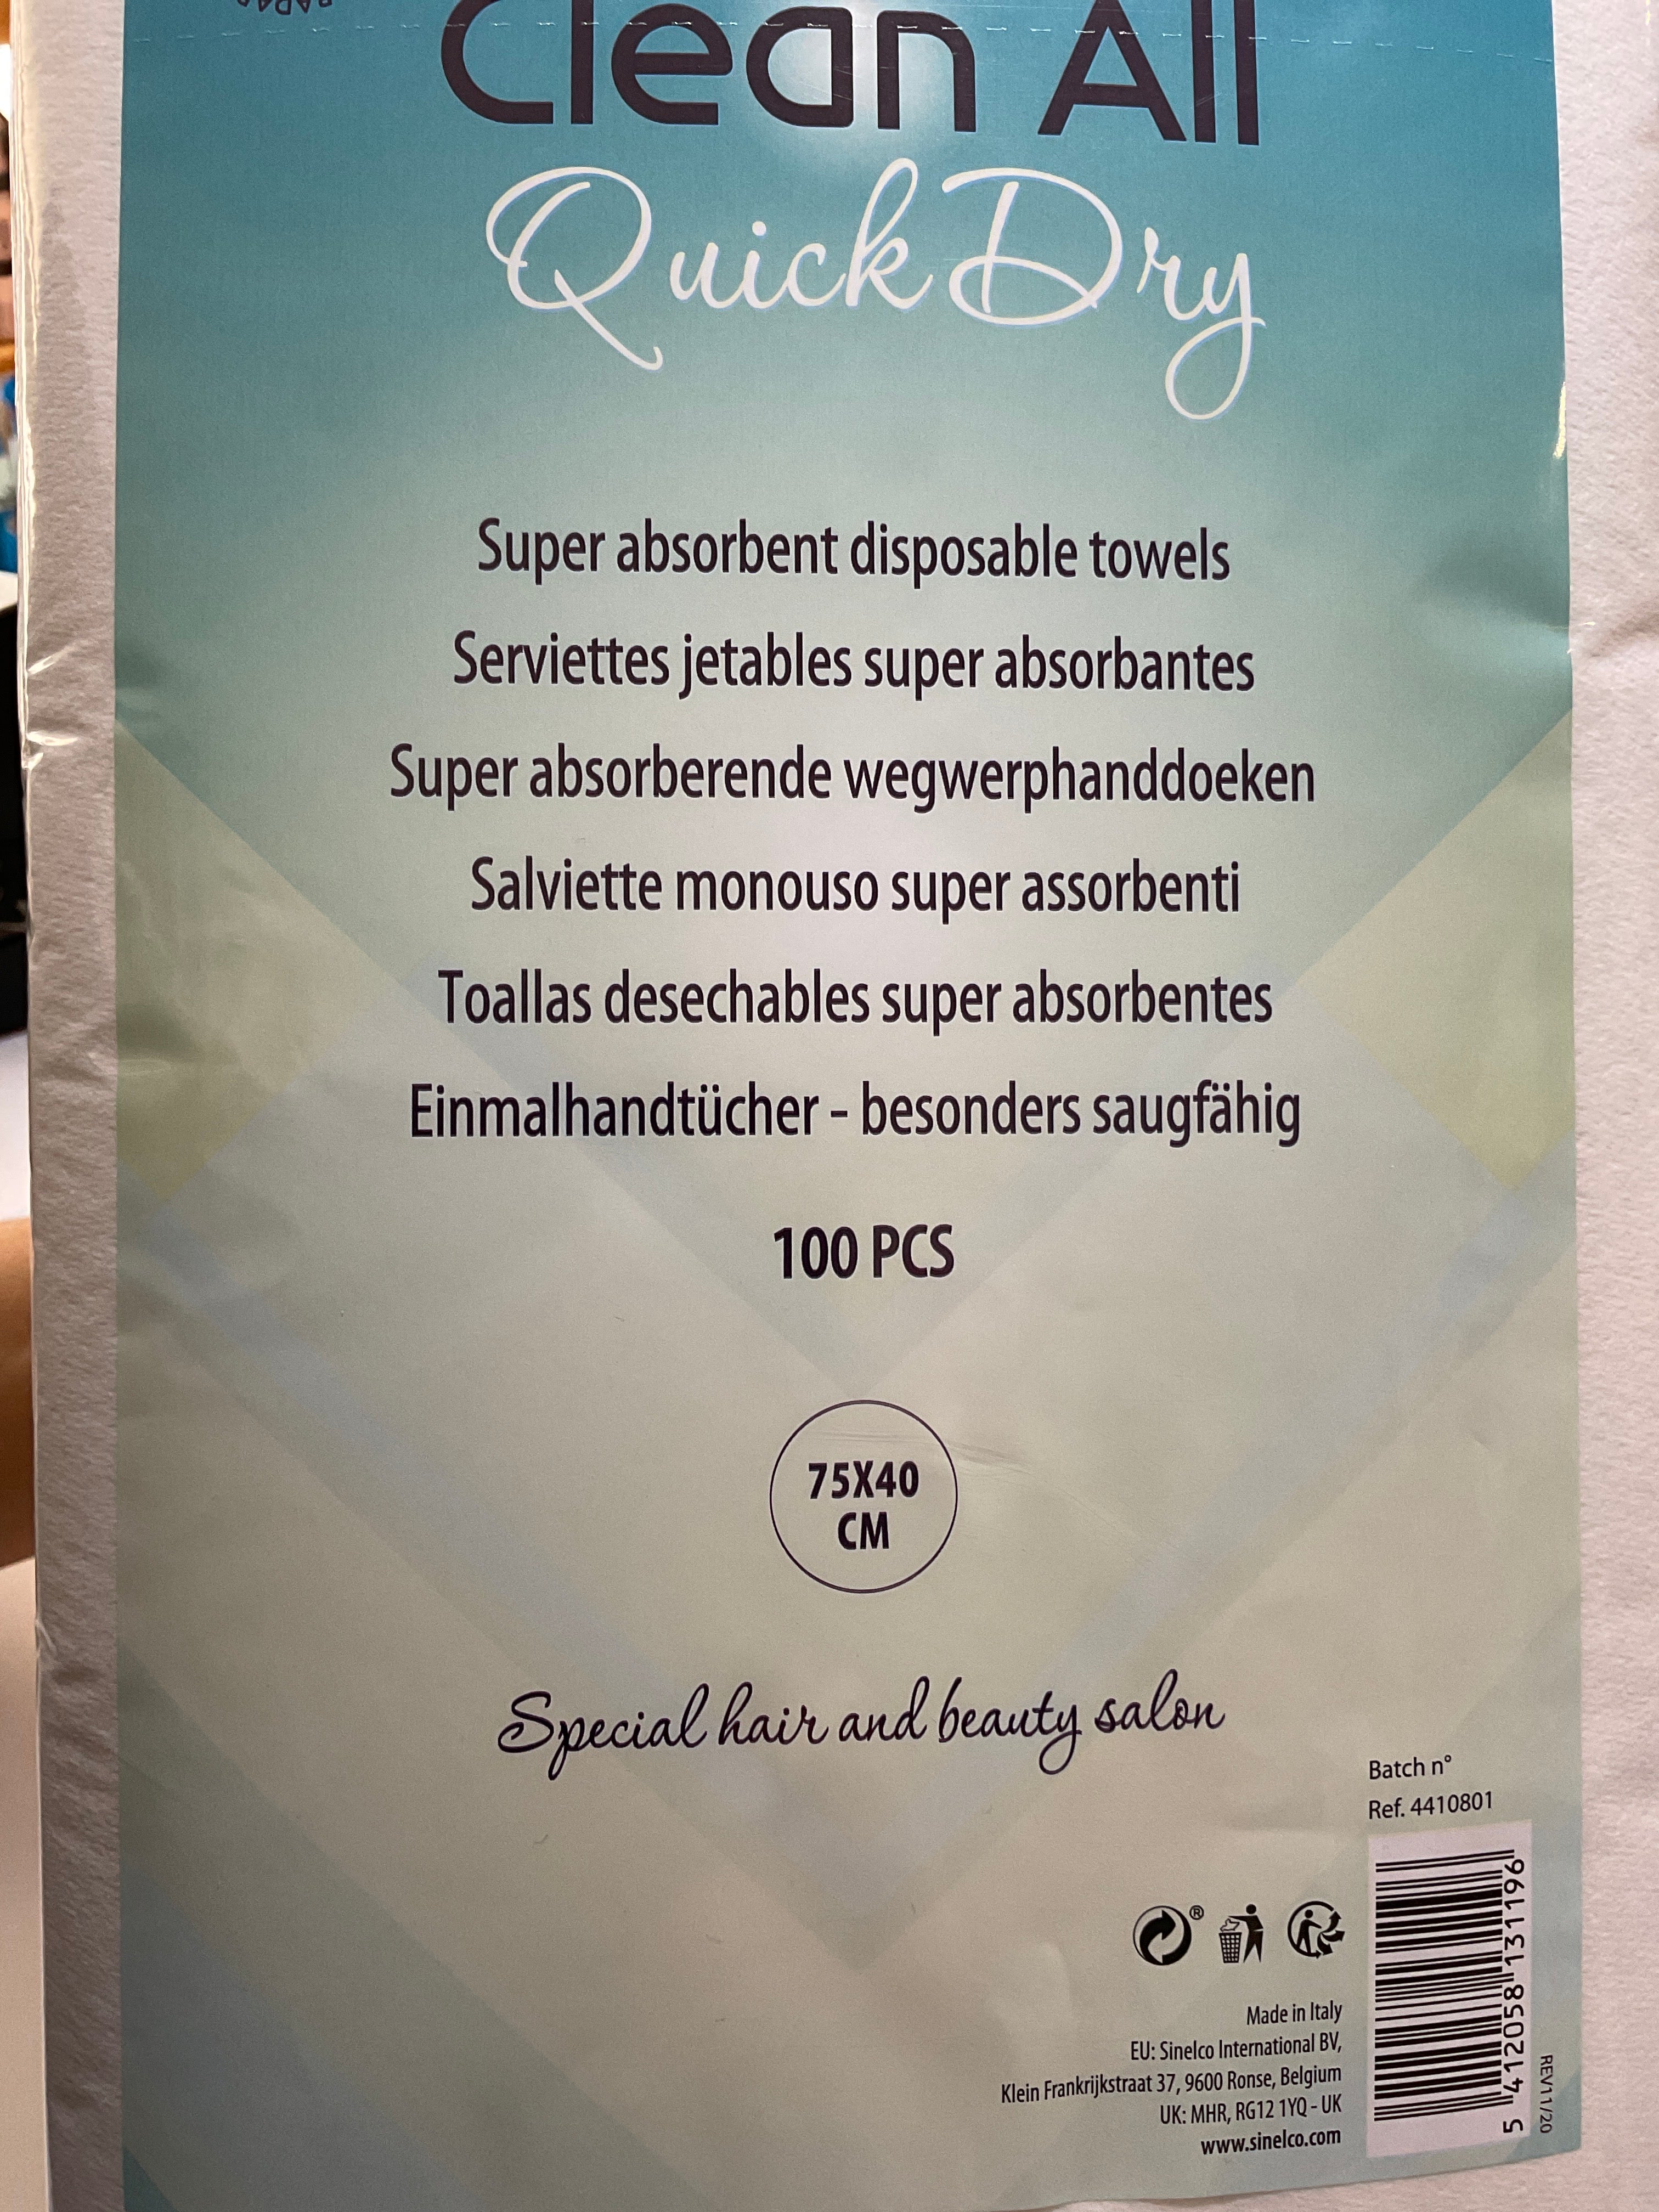 Clean All
Quick Dry
Super absorbent disposable towels
Serviettes jetables super absorbantes
Super absorberende wegwerphanddoeken
Salviette monouso super assorbenti
Toallas desechables super absorbentes
Einmalhandtücher - besonders saugfähig
100 PCS
75X40
CM
Special hair and beauty salon
Batch n°
Ref. 4410801
®
Made in Italy
EU: Sinelco International BV,
Klein Frankrijkstraat 37, 9600 Ronse, Belgium
UK: MHR, RG12 1YQ - UK
www.sinelco.com
5 412058 131196
REV11/20